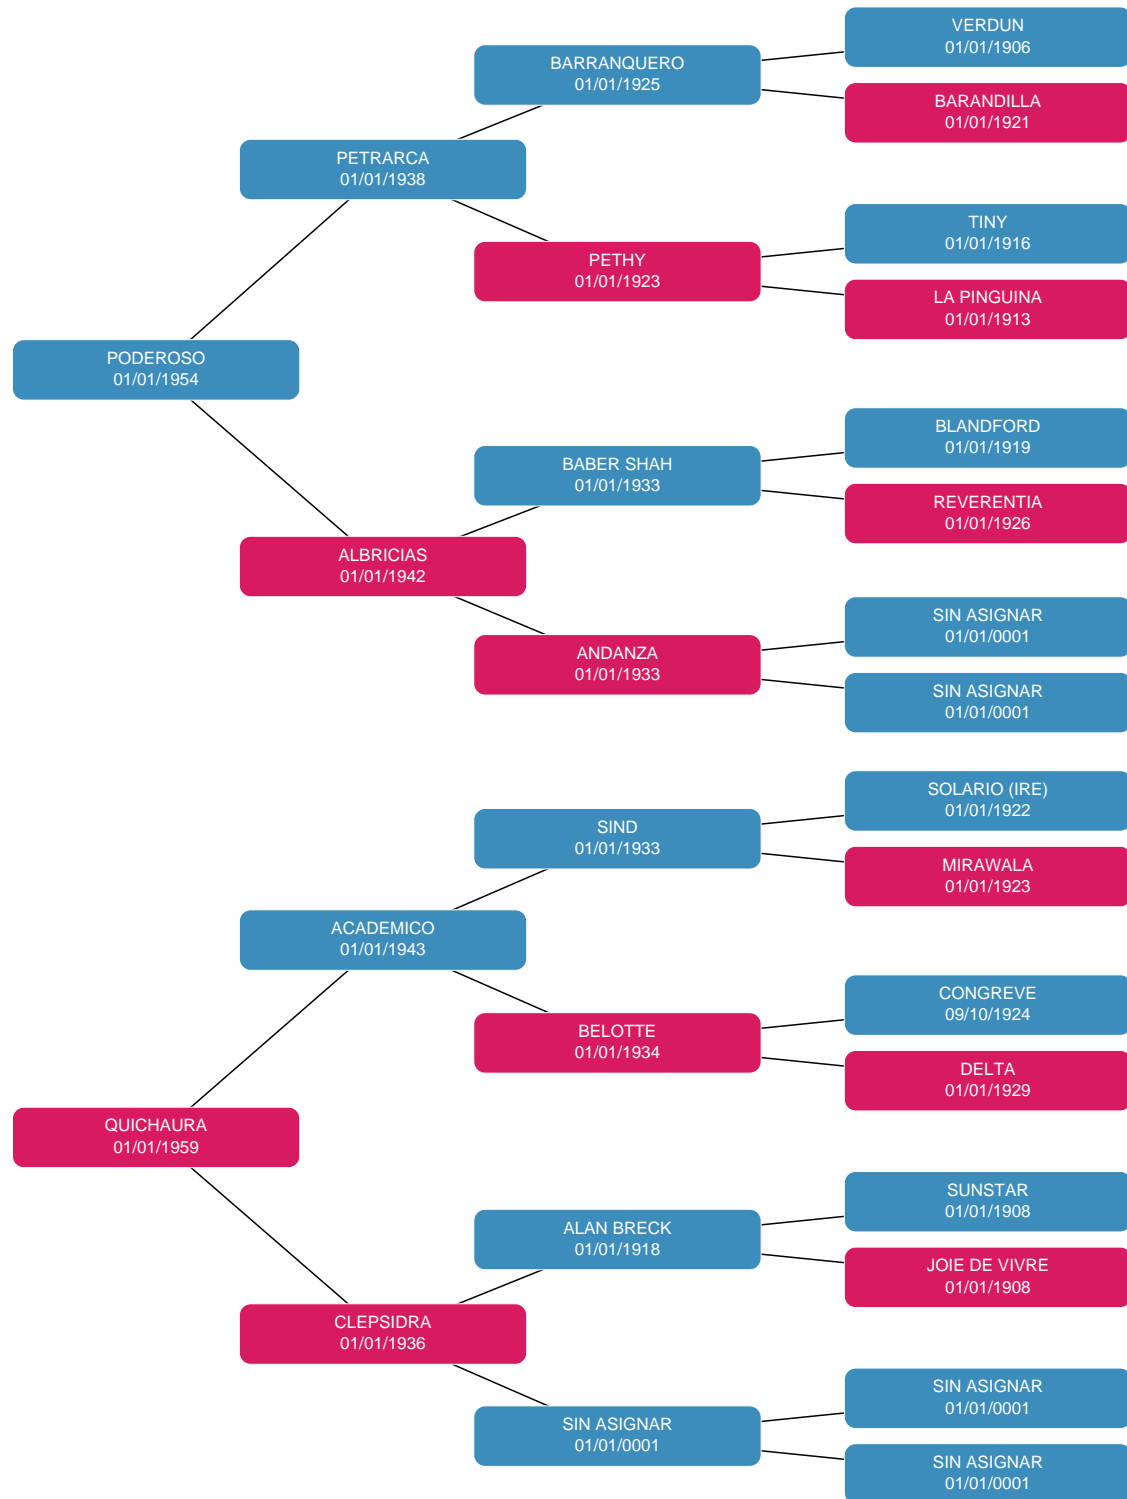 VERDUN
01/01/1906
BARRANQUERO
01/01/1925
BARANDILLA
01/01/1921
PETRARCA
01/01/1938
TINY
01/01/1916
PETHY
01/01/1923
LA PINGUINA
01/01/1913
PODEROSO
01/01/1954
BLANDFORD
01/01/1919
BABER SHAH
01/01/1933
REVERENTIA
01/01/1926
ALBRICIAS
01/01/1942
SIN ASIGNAR
01/01/0001
ANDANZA
01/01/1933
SIN ASIGNAR
01/01/0001
SOLARIO (IRE)
01/01/1922
SIND
01/01/1933
MIRAWALA
01/01/1923
ACADEMICO
01/01/1943
CONGREVE
09/10/1924
BELOTTE
01/01/1934
DELTA
01/01/1929
QUICHAURA
01/01/1959
SUNSTAR
01/01/1908
ALAN BRECK
01/01/1918
JOIE DE VIVRE
01/01/1908
CLEPSIDRA
01/01/1936
SIN ASIGNAR
01/01/0001
SIN ASIGNAR
01/01/0001
SIN ASIGNAR
01/01/0001